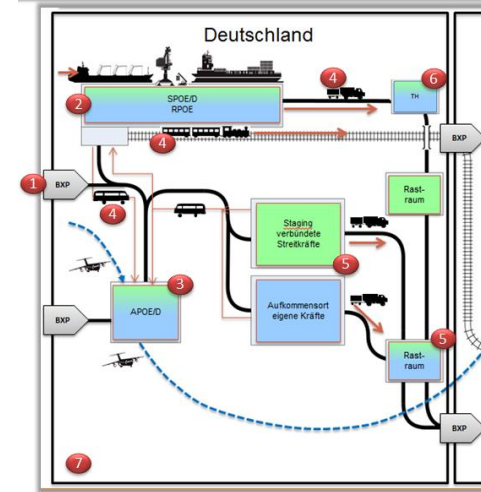 Deutschland
4
6
2
SPOE/D
RPOE
TH
4
BXP
1
BXP
4
Rast-
raum
Staging
verbündete
Streitkräfte
5
3
APOE/D
Aufkommensort
eigene Kräfte
5
Rast-
raum
BXP
BXP
7